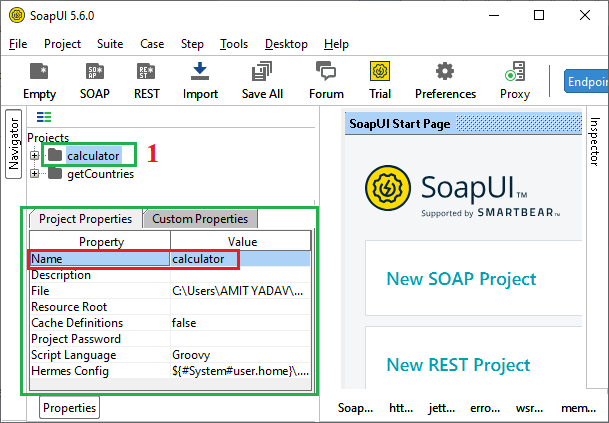 SoapUI 5.6.0
File Project Suite Case Step Tools Desktop Help
SO AP
RE ST
Empty SOAP REST Import Save All Forum Trial Preferences Proxy
Endpoin
Navigator
Projects
calculator 1
getCountries
Project Properties Custom Properties
Property Value
Name calculator
Description
File C:\Users\AMIT YADAV\...
Resource Root
Cache Definitions false
Project Password
Script Language Groovy
Hermes Config ${#System#user.home}\....
Properties
SoapUI Start Page
SoapUI™
Supported by SMARTBEAR™
New SOAP Project
New REST Project
Inspector
Soap... htt... jett... erro... wsr... mem...